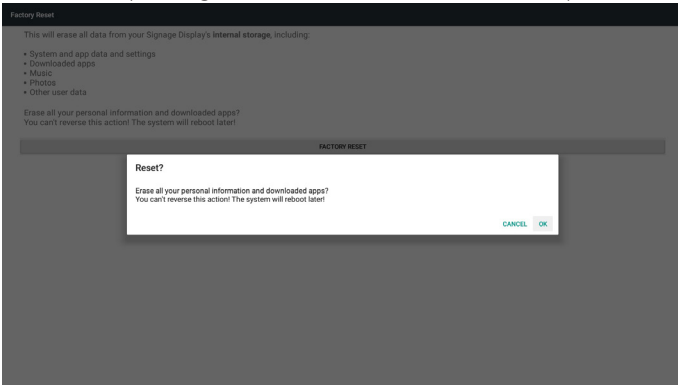 Factory Reset
This will erase all data from your Signage Display's internal storage, including:
• System and app data and settings
• Downloaded apps
• Music
• Photos
• Other user data
Erase all your personal information and downloaded apps?
You can't reverse this action! The system will reboot later!
FACTORY RESET
Reset?
Erase all your personal information and downloaded apps?
You can't reverse this action! The system will reboot later!
CANCEL OK